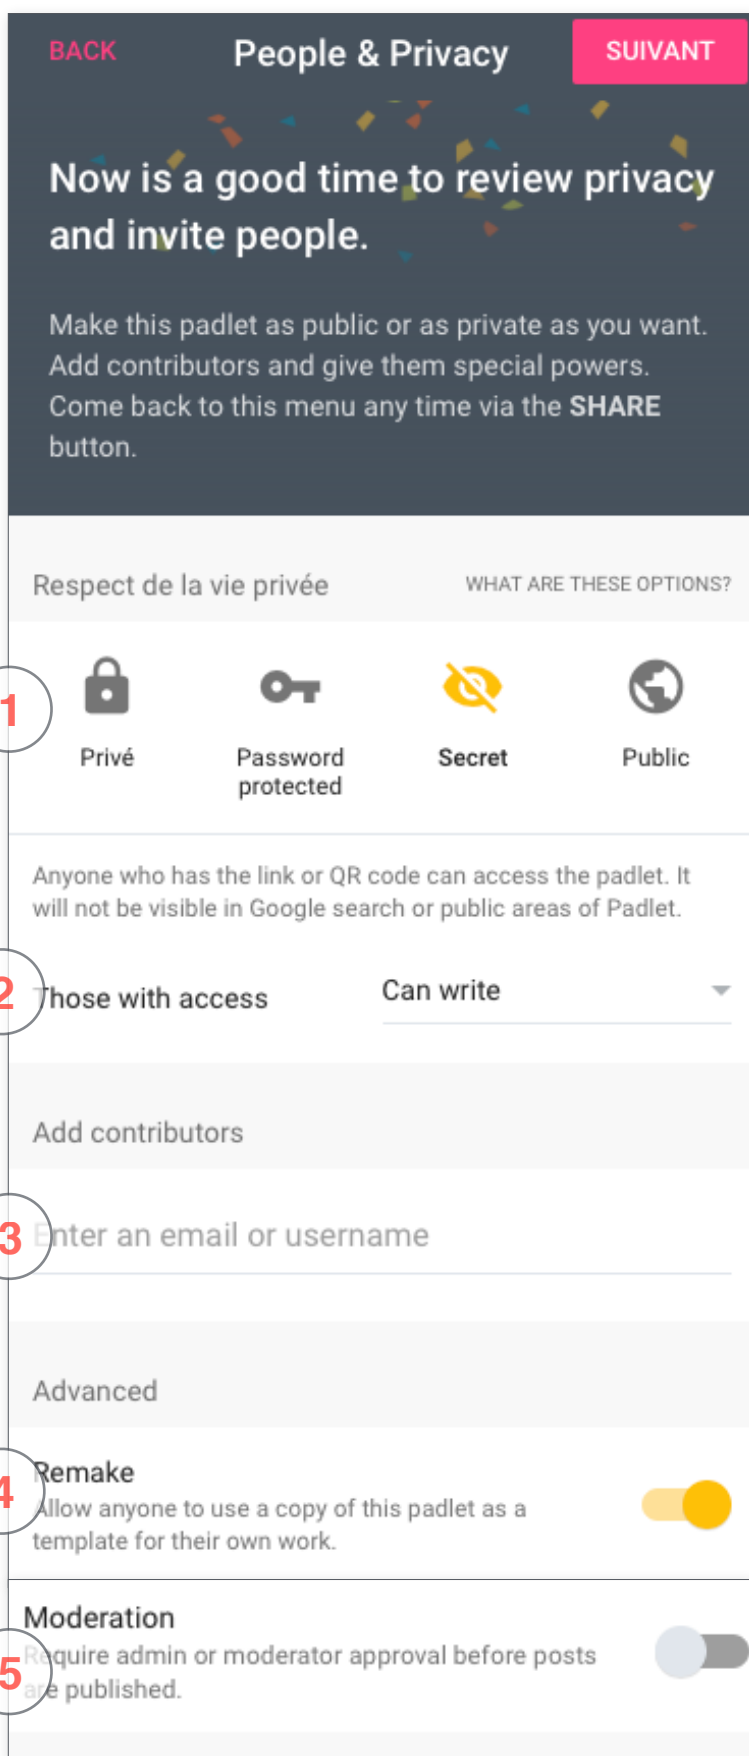 BACK People & Privacy SUIVANT
Now is a good time to review privacy
and invite people.
Make this padlet as public or as private as you want.
Add contributors and give them special powers.
Come back to this menu any time via the SHARE
button.
Respect de la vie privée WHAT ARE THESE OPTIONS?
1
Privé Password Secret Public
protected
Anyone who has the link or QR code can access the padlet. It
will not be visible in Google search or public areas of Padlet.
2 Those with access Can write
Add contributors
3 Enter an email or username
Advanced
4 Remake
Allow anyone to use a copy of this padlet as a
template for their own work.
Moderation
5 Require admin or moderator approval before posts
are published.